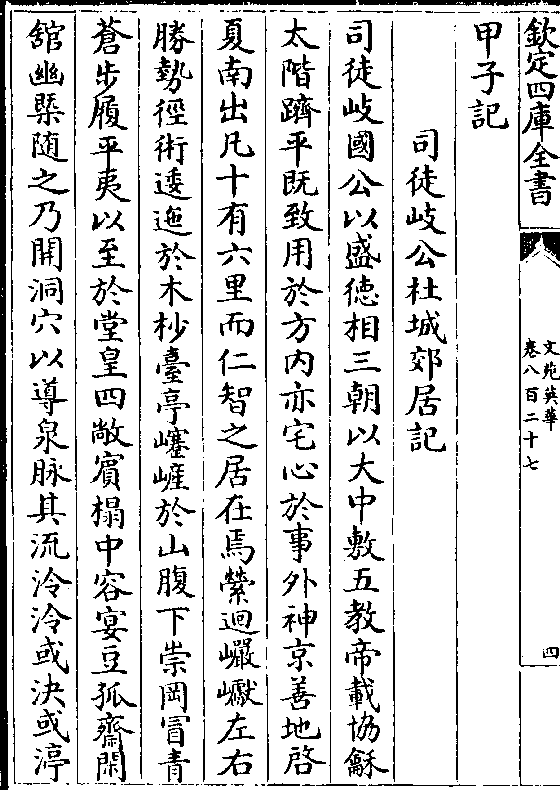 欽定四庫全書
文苑英華
卷八百二十七
四
甲子記
司徒岐公杜城郊居記
司徒岐國公以盛德相三朝以大中敷五教帝載協龢
太階躋平既致用於方內亦宅心於事外神京善地啓
夏南出凡十有六里而仁智之居在焉縈迴巘巘左右
勝勢徑術逶迤於木杪臺亭㠑嵼於山腹下崇岡冒青
蒼步履平夷以至於堂皇四敞賓榻中容宴豆孤齋閑
舘幽槩隨之乃開洞穴以導泉脉其流泠泠或決或渟